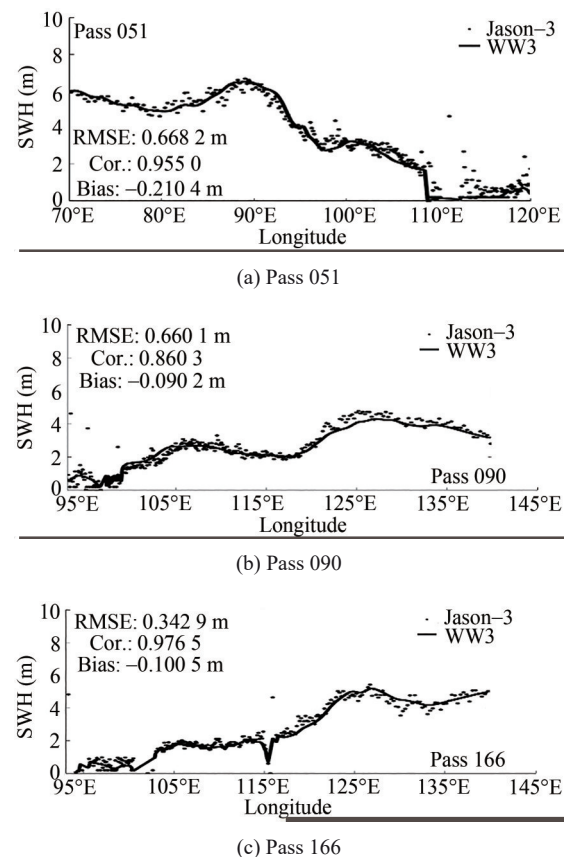 Pass 051
Jason–3
WW3
10
8
6
4
2
0
SWH (m)
RMSE: 0.668 2 m
Cor.: 0.955 0
Bias: –0.210 4 m
70°E 80°E 90°E 100°E 110°E 120°E
Longitude
(a) Pass 051
10
8
6
4
2
0
SWH (m)
RMSE: 0.660 1 m
Cor.: 0.860 3
Bias: –0.090 2 m
Jason–3
WW3
Pass 090
95°E 105°E 115°E 125°E 135°E 145°E
Longitude
(b) Pass 090
10
8
6
4
2
0
SWH (m)
RMSE: 0.342 9 m
Cor.: 0.976 5
Bias: –0.100 5 m
Jason–3
WW3
Pass 166
95°E 105°E 115°E 125°E 135°E 145°E
Longitude
(c) Pass 166